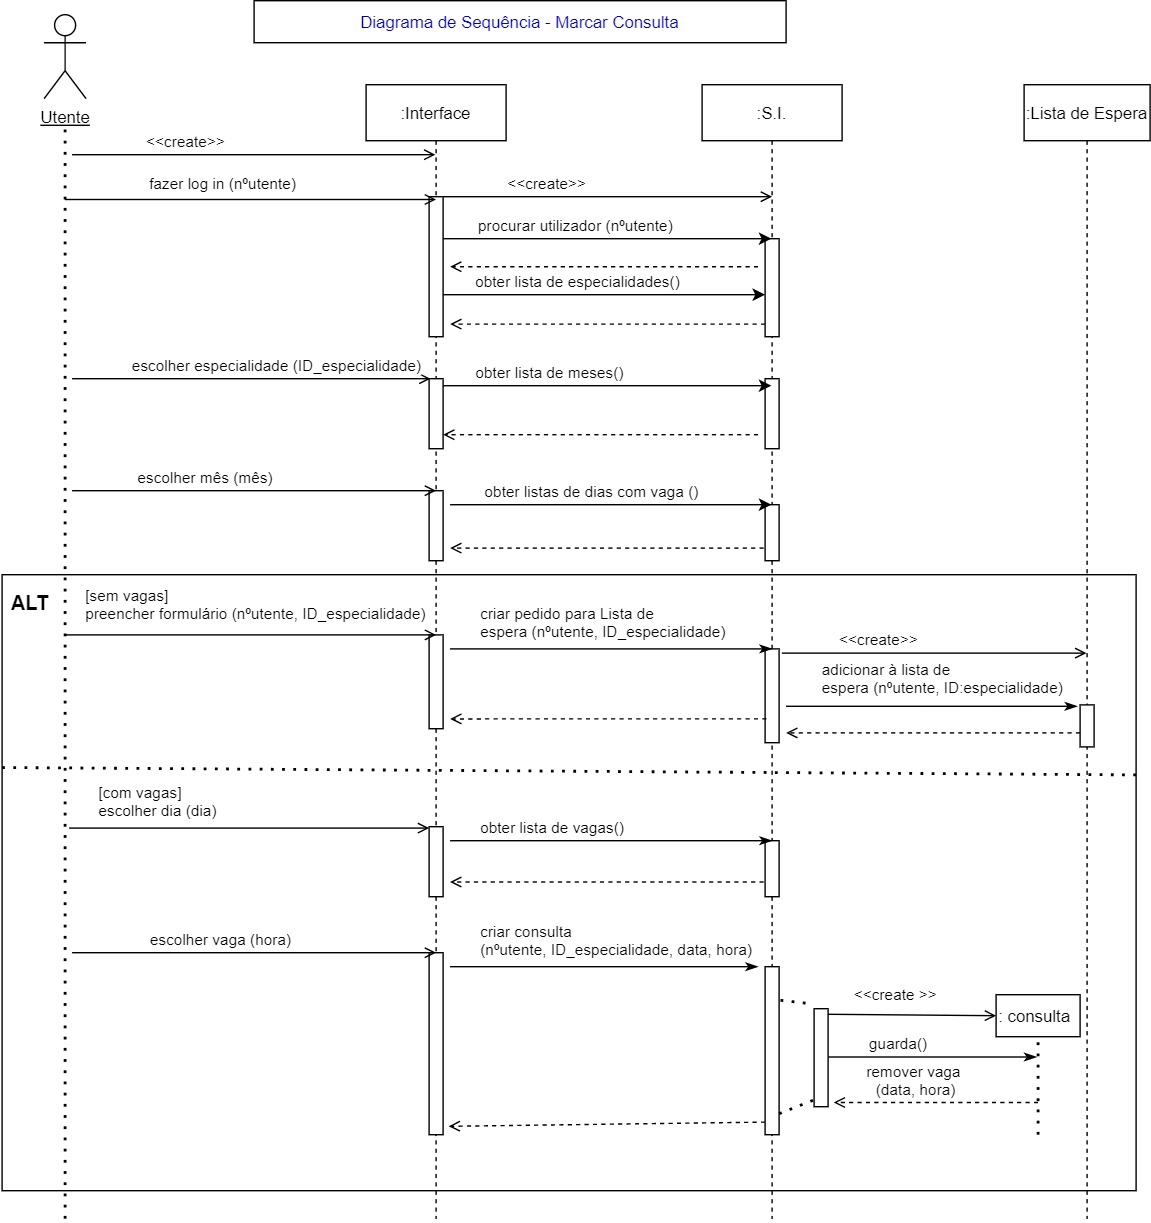 Diagrama de Sequência - Marcar Consulta
Utente
:Interface
:S.I.
:Lista de Espera
<<create>>
fazer log in (nºutente)
<<create>>
procurar utilizador (nºutente)
obter lista de especialidades()
escolher especialidade (ID_especialidade)
obter lista de meses()
escolher mês (mês)
obter listas de dias com vaga ()
ALT
[sem vagas]
preencher formulário (nºutente, ID_especialidade)
criar pedido para Lista de
espera (nºutente, ID_especialidade)
<<create>>
adicionar à lista de
espera (nºutente, ID:especialidade)
[com vagas]
escolher dia (dia)
obter lista de vagas()
escolher vaga (hora)
criar consulta
(nºutente, ID_especialidade, data, hora)
<<create >>
: consulta
guarda()
remover vaga
(data, hora)